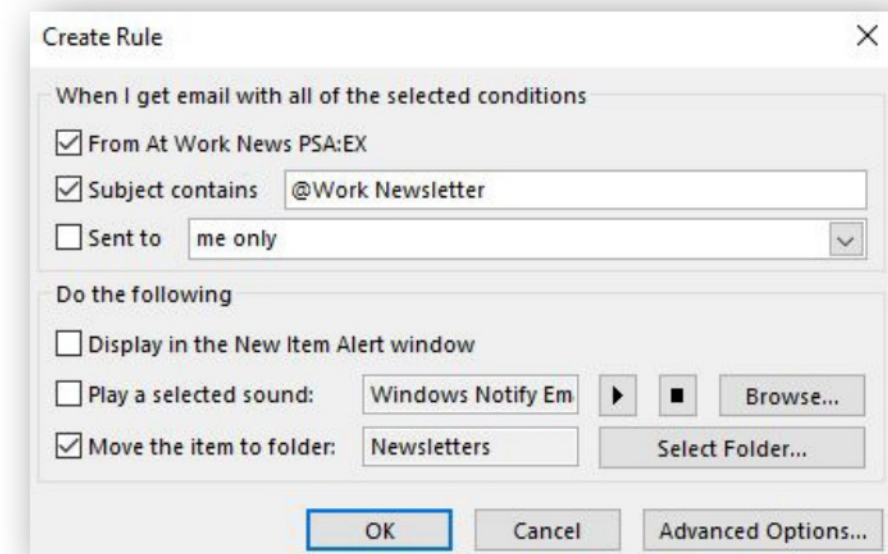 Create Rule
When I get email with all of the selected conditions
From At Work News PSA:EX
Subject contains @Work Newsletter
Sent to me only
Do the following
Display in the New Item Alert window
Play a selected sound: Windows Notify Em Browse...
Move the item to folder: Newsletters Select Folder...
OK Cancel Advanced Options...